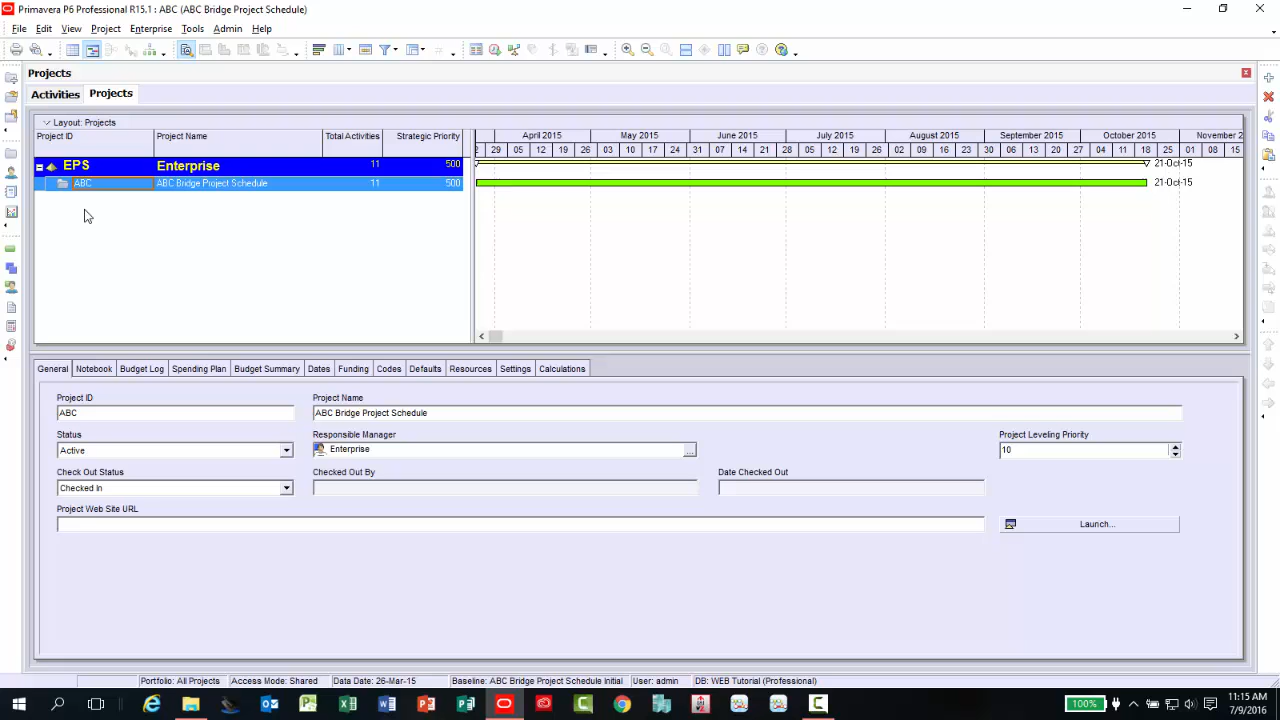 Primavera P6 Professional R15.1 : ABC (ABC Bridge Project Schedule)
File Edit View Project Enterprise Tools Admin Help
Projects
Activities Projects
Layout: Projects
Project ID Project Name Total Activities Strategic Priority
April 2015 May 2015 June 2015 July 2015 August 2015 September 2015 October 2015 November 2
2 29 05 12 19 26 03 10 17 24 31 07 14 21 28 05 12 19 26 02 09 16 23 30 06 13 20 27 04 11 18 25 01 08 15
EPS Enterprise 11 500 21-Oct-15
ABC ABC Bridge Project Schedule 11 500 21-Oct-15
General Notebook Budget Log Spending Plan Budget Summary Dates Funding Codes Defaults Resources Settings Calculations
Project ID Project Name
ABC ABC Bridge Project Schedule
Status Responsible Manager Project Leveling Priority
Active Enterprise ... 10
Check Out Status Checked Out By Date Checked Out
Checked In
Project Web Site URL
Launch...
Portfolio: All Projects Access Mode: Shared Data Date: 26-Mar-15 Baseline: ABC Bridge Project Schedule Initial User: admin DB: WEB Tutorial (Professional)
100% 11:15 AM
7/9/2016